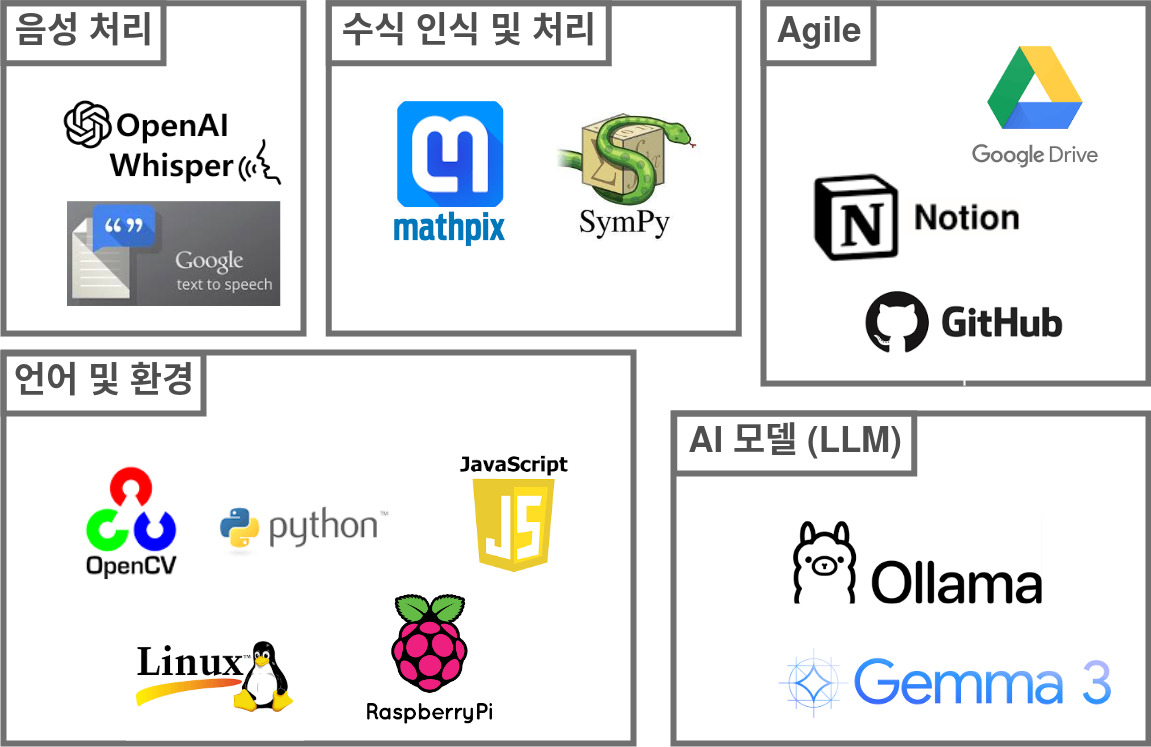 음성 처리
OpenAI
Whisper
“ ”
Google
text to speech
수식 인식 및 처리
mathpix
SymPy
Agile
Google Drive
N Notion
GitHub
언어 및 환경
OpenCV
python™
JavaScript
JS
Linux™
RaspberryPi
AI 모델 (LLM)
Ollama
Gemma 3